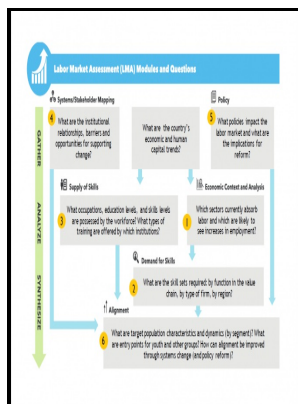 Labor Market Assessment (LMA) Modules and Questions
GATHER
ANALYZE
SYNTHESIZE
Systems/Stakeholder Mapping
4
What are the institutional
relationships, barriers and
opportunities for supporting
change?
What are the country's
economic and human
capital trends?
Policy
5
What policies impact the
labor market and what are
the implications for
reform?
Supply of Skills
3
What occupations, education levels, and skills levels
are possessed by the workforce? What types of
training are offered by which institutions?
Economic Context and Analysis
1
Which sectors currently absorb
labor and which are likely to
see increases in employment?
Demand for Skills
2
What are the skill sets required: by function in the value
chain, by type of firm, by region?
Alignment
6
What are target population characteristics and dynamics (by segment)? What
are entry points for youth and other groups? How can alignment be improved
through systems change (and policy reform)?